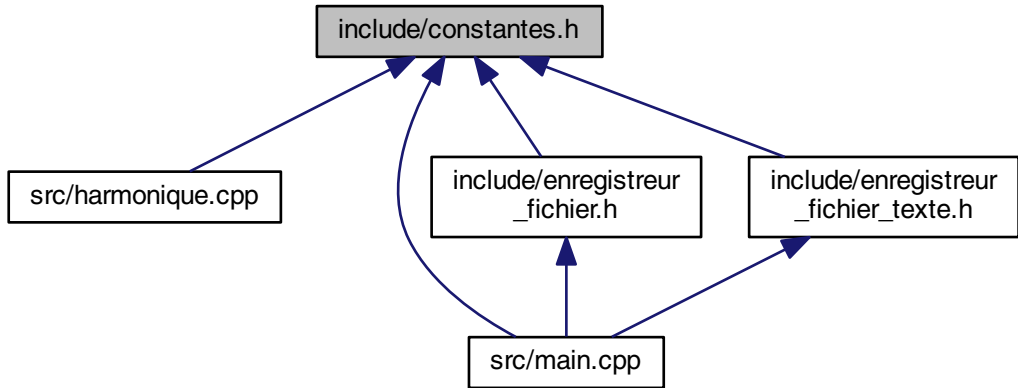 include/constantes.h
src/harmonique.cpp
include/enregistreur
_fichier.h
include/enregistreur
_fichier_texte.h
src/main.cpp